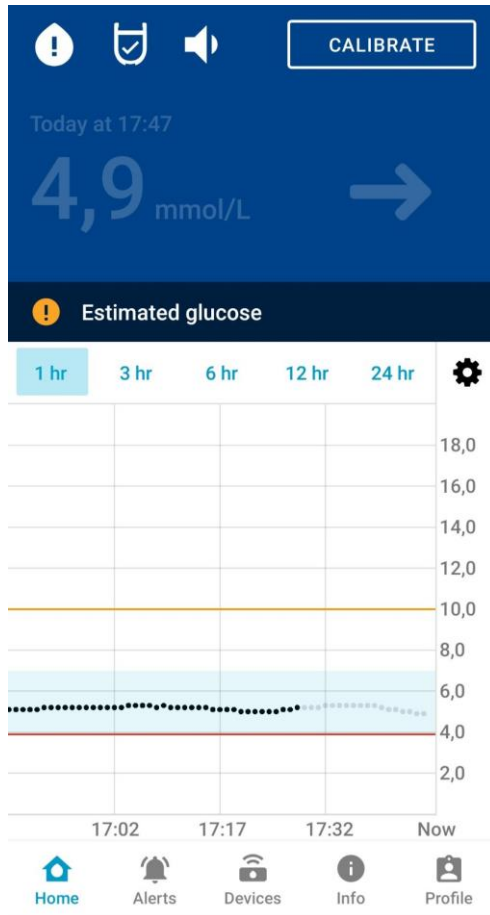 CALIBRATE
Today at 17:47
4,9 mmol/L
Estimated glucose
1 hr 3 hr 6 hr 12 hr 24 hr
18,0
16,0
14,0
12,0
10,0
8,0
6,0
4,0
2,0
17:02 17:17 17:32 Now
Home Alerts Devices Info Profile